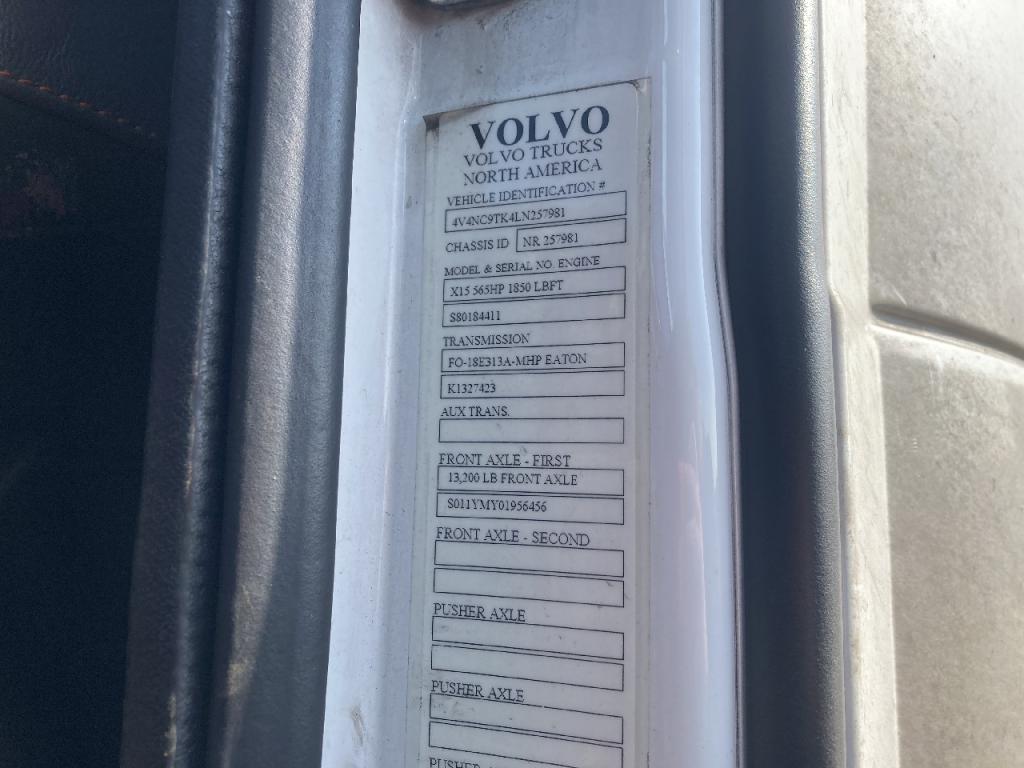 VOLVO
VOLVO TRUCKS
NORTH AMERICA
VEHICLE IDENTIFICATION #
4V4NC9TK4LN257981
CHASSIS ID NR 257981
MODEL & SERIAL NO. ENGINE
X15 565HP 1850 LBFT
S80184411
TRANSMISSION
FO-18E313A-MHP EATON
K1327423
AUX TRANS.
FRONT AXLE - FIRST
13,200 LB FRONT AXLE
S011YMY01956456
FRONT AXLE - SECOND
PUSHER AXLE
PUSHER AXLE